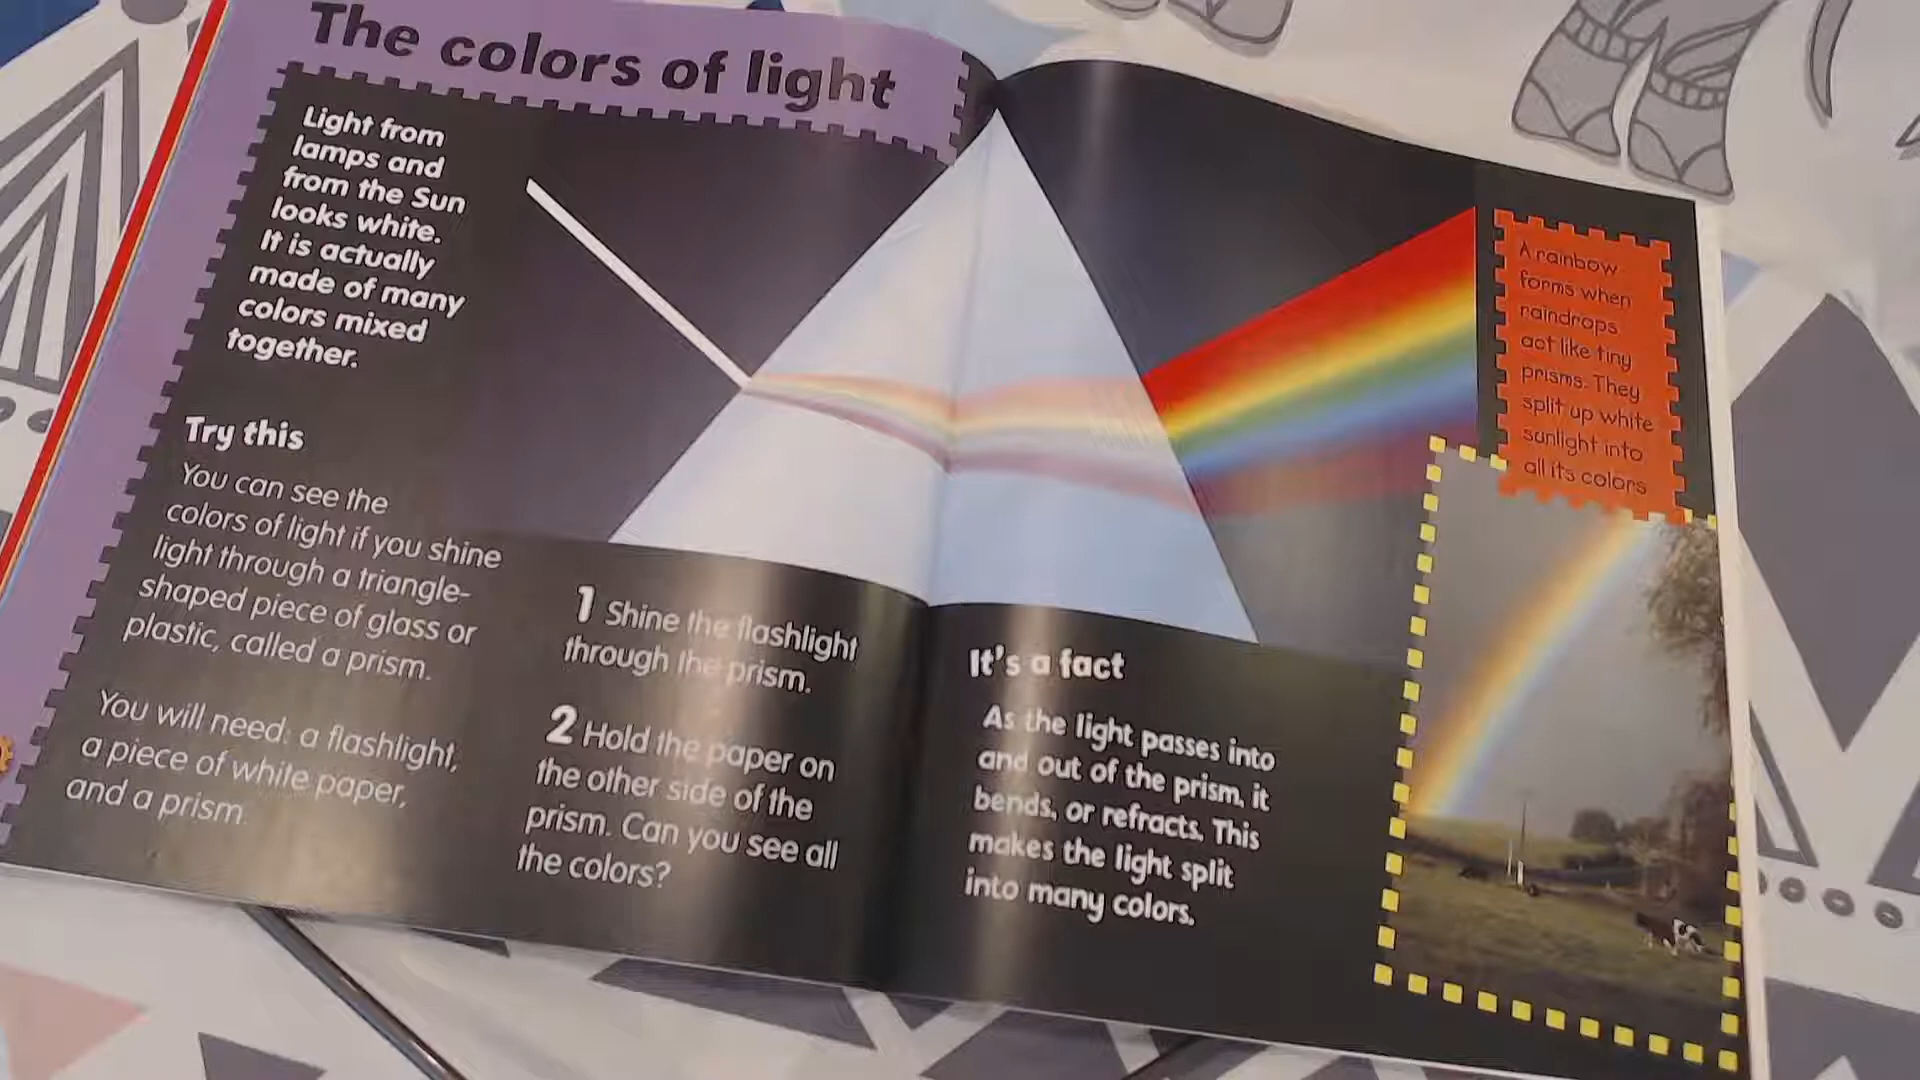 The colors of light
Light from
lamps and
from the Sun
looks white.
It is actually
made of many
colors mixed
together.
Try this
You can see the
colors of light if you shine
light through a triangle-
shaped piece of glass or
plastic, called a prism.
You will need: a flashlight,
a piece of white paper,
and a prism.
1 Shine the flashlight
through the prism.
2 Hold the paper on
the other side of the
prism. Can you see all
the colors?
It's a fact
As the light passes into
and out of the prism, it
bends, or refracts. This
makes the light split
into many colors.
A rainbow
forms when
raindrops
act like tiny
prisms. They
split up white
sunlight into
all its colors